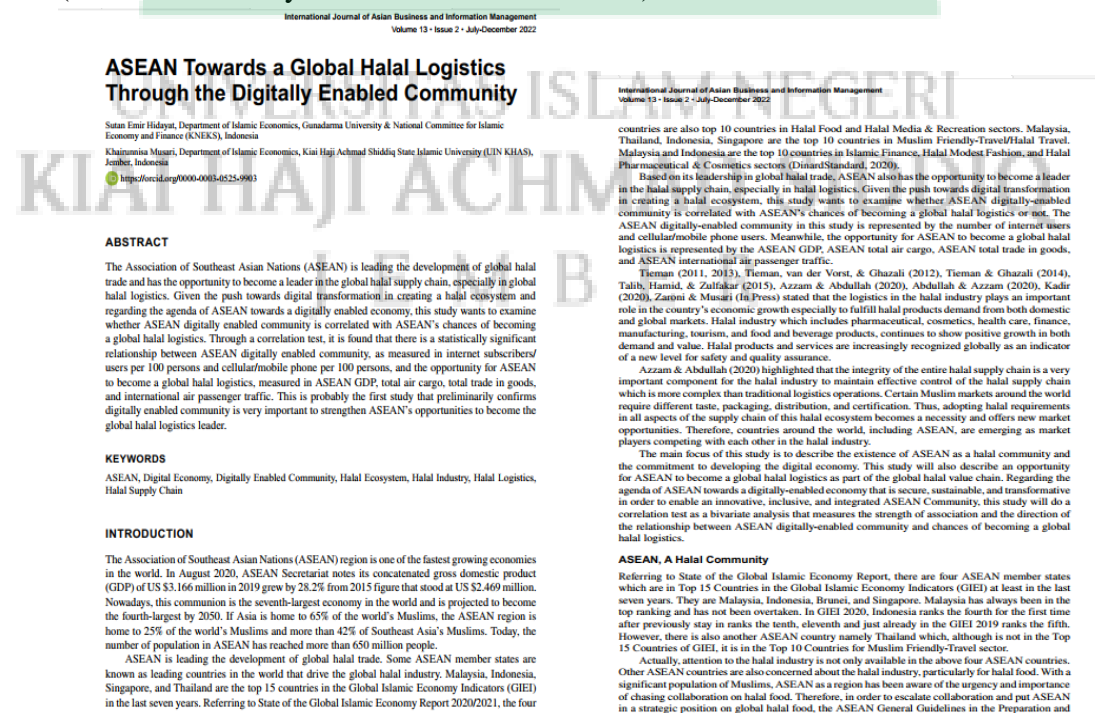 International Journal of Asian Business and Information Management
Volume 13 • Issue 2 • July-December 2022
ASEAN Towards a Global Halal Logistics
Through the Digitally Enabled Community
Sutan Emir Hidayat, Department of Islamic Economics, Gunadarma University & National Committee for Islamic
Economy and Finance (KNEKS), Indonesia
Khairunnisa Musari, Department of Islamic Economics, Kiai Haji Achmad Shiddiq State Islamic University (UIN KHAS),
Jember, Indonesia
https://orcid.org/0000-0003-0525-9903
ABSTRACT
The Association of Southeast Asian Nations (ASEAN) is leading the development of global halal
trade and has the opportunity to become a leader in the global halal supply chain, especially in global
halal logistics. Given the push towards digital transformation in creating a halal ecosystem and
regarding the agenda of ASEAN towards a digitally enabled economy, this study wants to examine
whether ASEAN digitally enabled community is correlated with ASEAN's chances of becoming
a global halal logistics. Through a correlation test, it is found that there is a statistically significant
relationship between ASEAN digitally enabled community, as measured in internet subscribers/
users per 100 persons and cellular/mobile phone per 100 persons, and the opportunity for ASEAN
to become a global halal logistics, measured in ASEAN GDP, total air cargo, total trade in goods,
and international air passenger traffic. This is probably the first study that preliminarily confirms
digitally enabled community is very important to strengthen ASEAN's opportunities to become the
global halal logistics leader.
KEYWORDS
ASEAN, Digital Economy, Digitally Enabled Community, Halal Ecosystem, Halal Industry, Halal Logistics,
Halal Supply Chain
INTRODUCTION
The Association of Southeast Asian Nations (ASEAN) region is one of the fastest growing economies
in the world. In August 2020, ASEAN Secretariat notes its concatenated gross domestic product
(GDP) of US $3.166 million in 2019 grew by 28.2% from 2015 figure that stood at US $2.469 million.
Nowadays, this communion is the seventh-largest economy in the world and is projected to become
the fourth-largest by 2050. If Asia is home to 65% of the world's Muslims, the ASEAN region is
home to 25% of the world's Muslims and more than 42% of Southeast Asia's Muslims. Today, the
number of population in ASEAN has reached more than 650 million people.
ASEAN is leading the development of global halal trade. Some ASEAN member states are
known as leading countries in the world that drive the global halal industry. Malaysia, Indonesia,
Singapore, and Thailand are the top 15 countries in the Global Islamic Economy Indicators (GIEI)
in the last seven years. Referring to State of the Global Islamic Economy Report 2020/2021, the four
International Journal of Asian Business and Information Management
Volume 13 • Issue 2 • July-December 2022
countries are also top 10 countries in Halal Food and Halal Media & Recreation sectors. Malaysia,
Thailand, Indonesia, Singapore are the top 10 countries in Muslim Friendly-Travel/Halal Travel.
Malaysia and Indonesia are the top 10 countries in Islamic Finance, Halal Modest Fashion, and Halal
Pharmaceutical & Cosmetics sectors (DinardStandard, 2020).
Based on its leadership in global halal trade, ASEAN also has the opportunity to become a leader
in the halal supply chain, especially in halal logistics. Given the push towards digital transformation
in creating a halal ecosystem, this study wants to examine whether ASEAN digitally-enabled
community is correlated with ASEAN's chances of becoming a global halal logistics or not. The
ASEAN digitally-enabled community in this study is represented by the number of internet users
and cellular/mobile phone users. Meanwhile, the opportunity for ASEAN to become a global halal
logistics is represented by the ASEAN GDP, ASEAN total air cargo, ASEAN total trade in goods,
and ASEAN international air passenger traffic.
Tieman (2011, 2013), Tieman, van der Vorst, & Ghazali (2012), Tieman & Ghazali (2014),
Talib, Hamid, & Zulfakar (2015), Azzam & Abdullah (2020), Abdullah & Azzam (2020), Kadir
(2020), Zaroni & Musari (In Press) stated that the logistics in the halal industry plays an important
role in the country's economic growth especially to fulfill halal products demand from both domestic
and global markets. Halal industry which includes pharmaceutical, cosmetics, health care, finance,
manufacturing, tourism, and food and beverage products, continues to show positive growth in both
demand and value. Halal products and services are increasingly recognized globally as an indicator
of a new level for safety and quality assurance.
Azzam & Abdullah (2020) highlighted that the integrity of the entire halal supply chain is a very
important component for the halal industry to maintain effective control of the halal supply chain
which is more complex than traditional logistics operations. Certain Muslim markets around the world
require different taste, packaging, distribution, and certification. Thus, adopting halal requirements
in all aspects of the supply chain of this halal ecosystem becomes a necessity and offers new market
opportunities. Therefore, countries around the world, including ASEAN, are emerging as market
players competing with each other in the halal industry.
The main focus of this study is to describe the existence of ASEAN as a halal community and
the commitment to developing the digital economy. This study will also describe an opportunity
for ASEAN to become a global halal logistics as part of the global halal value chain. Regarding the
agenda of ASEAN towards a digitally-enabled economy that is secure, sustainable, and transformative
in order to enable an innovative, inclusive, and integrated ASEAN Community, this study will do a
correlation test as a bivariate analysis that measures the strength of association and the direction of
the relationship between ASEAN digitally-enabled community and chances of becoming a global
halal logistics.
ASEAN, A Halal Community
Referring to State of the Global Islamic Economy Report, there are four ASEAN member states
which are in Top 15 Countries in the Global Islamic Economy Indicators (GIEI) at least in the last
seven years. They are Malaysia, Indonesia, Brunei, and Singapore. Malaysia has always been in the
top ranking and has not been overtaken. In GIEI 2020, Indonesia ranks the fourth for the first time
after previously stay in ranks the tenth, eleventh and just already in the GIEI 2019 ranks the fifth.
However, there is also another ASEAN country namely Thailand which, although is not in the Top
15 Countries of GIEI, it is in the Top 10 Countries for Muslim Friendly-Travel sector.
Actually, attention to the halal industry is not only available in the above four ASEAN countries.
Other ASEAN countries are also concerned about the halal industry, particularly for halal food. With a
significant population of Muslims, ASEAN as a region has been aware of the urgency and importance
of chasing collaboration on halal food. Therefore, in order to escalate collaboration and put ASEAN
in a strategic position on global halal food, the ASEAN General Guidelines in the Preparation and
UNIVERSITAS ISLAM NEGERI
KIAI HAJI ACHMAD SIDDIQ
J E M B E R